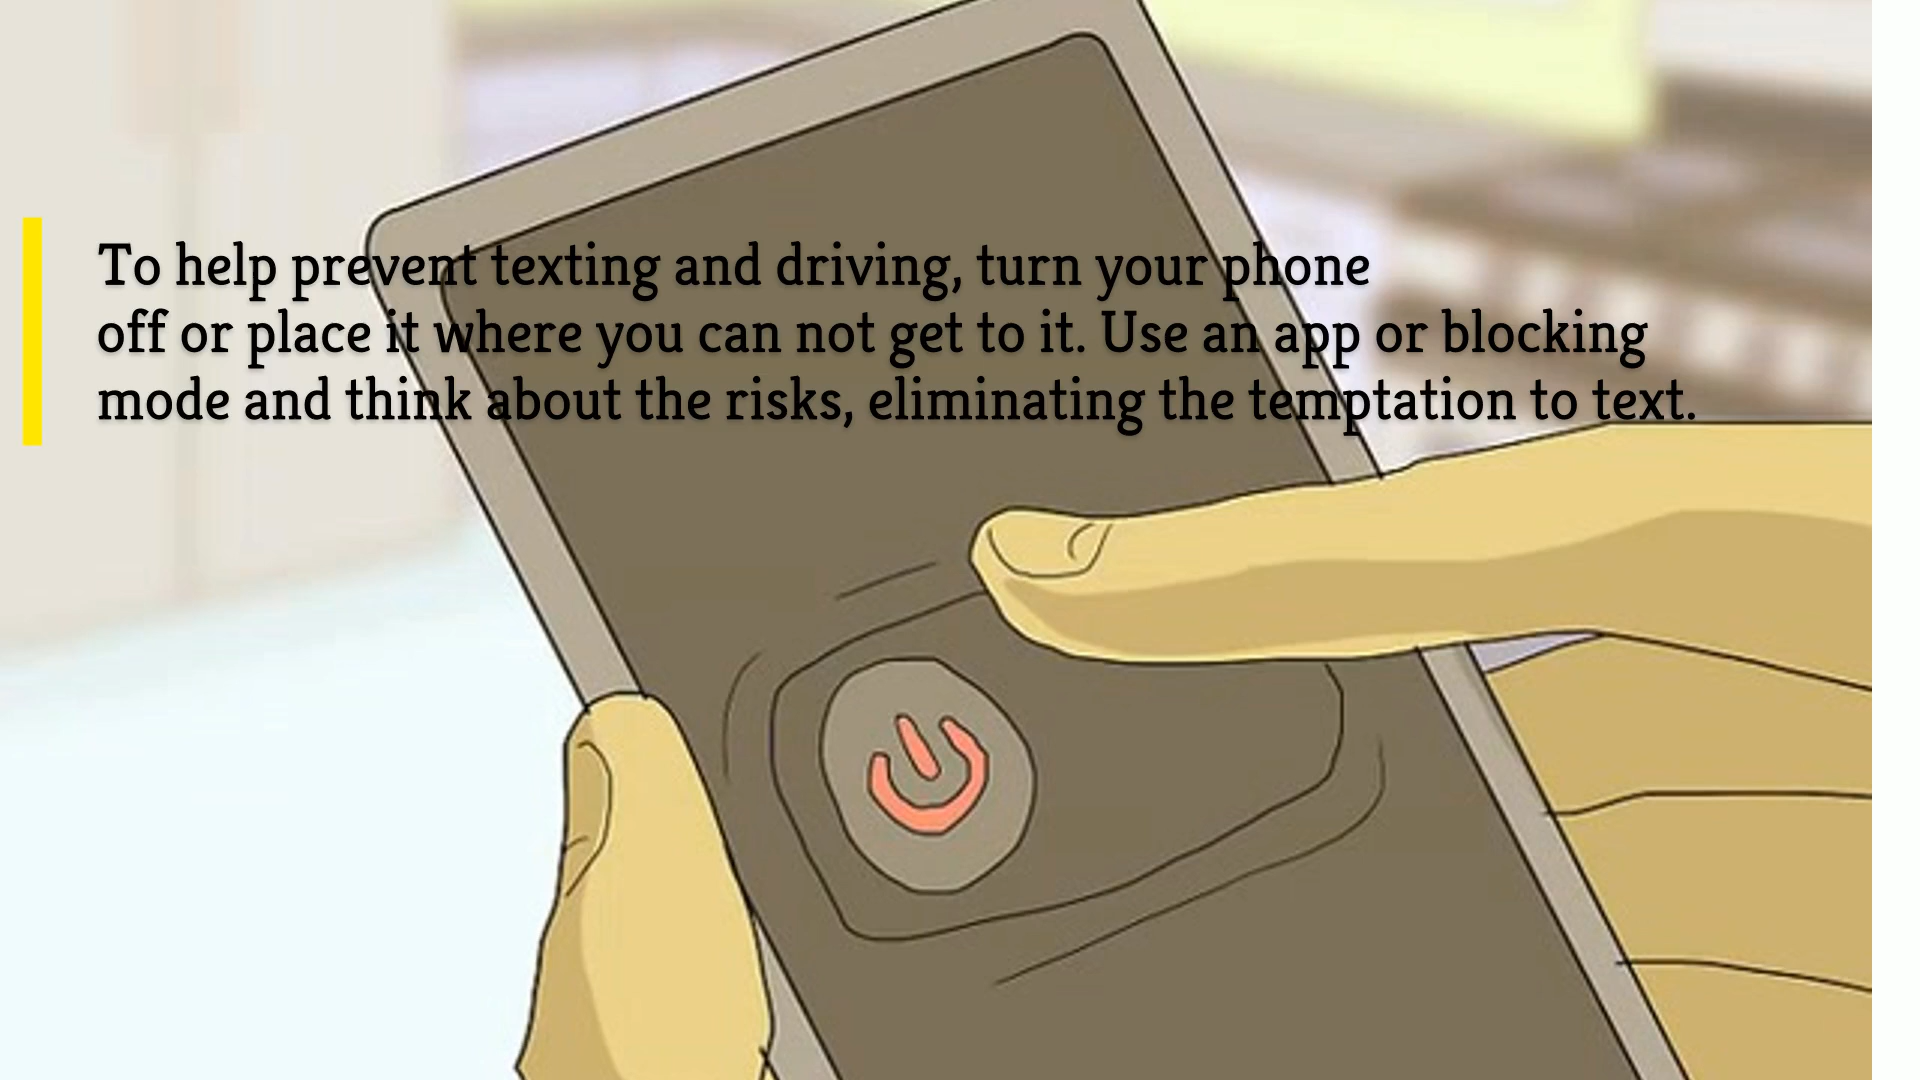 To help prevent texting and driving, turn your phone
off or place it where you can not get to it. Use an app or blocking
mode and think about the risks, eliminating the temptation to text.